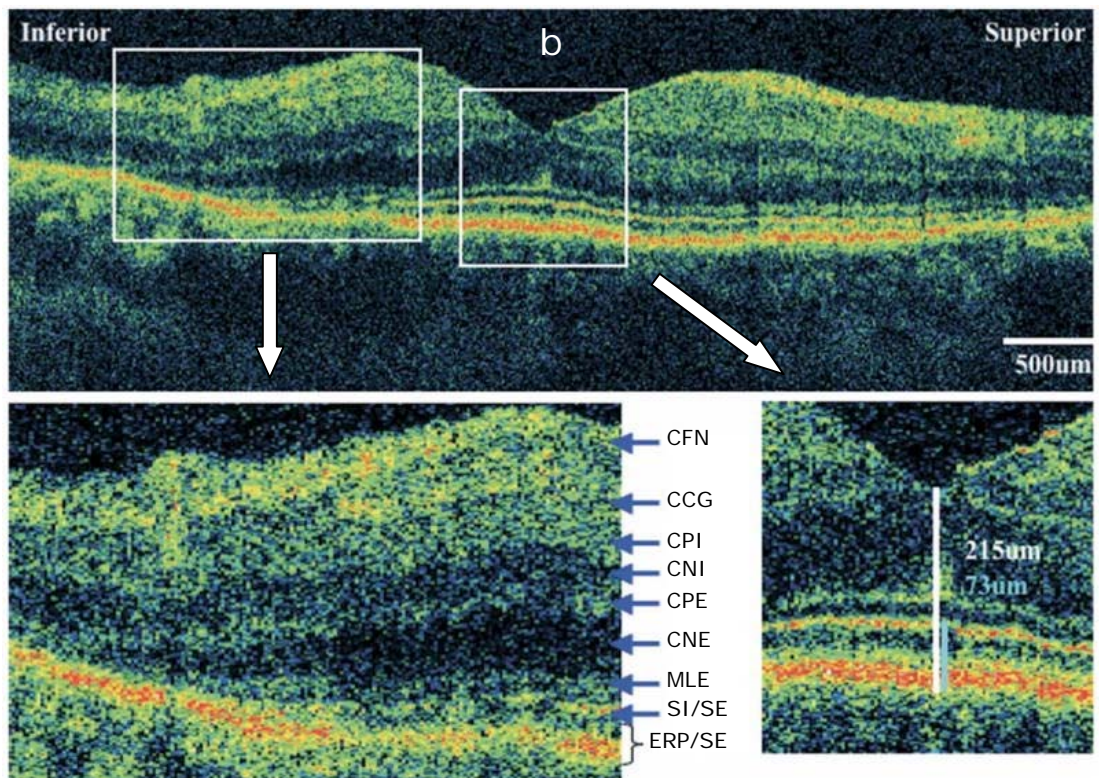 Inferior
b
Superior
500um
CFN
CCG
CPI
CNI
CPE
CNE
MLE
SI/SE
ERP/SE
215um
73um